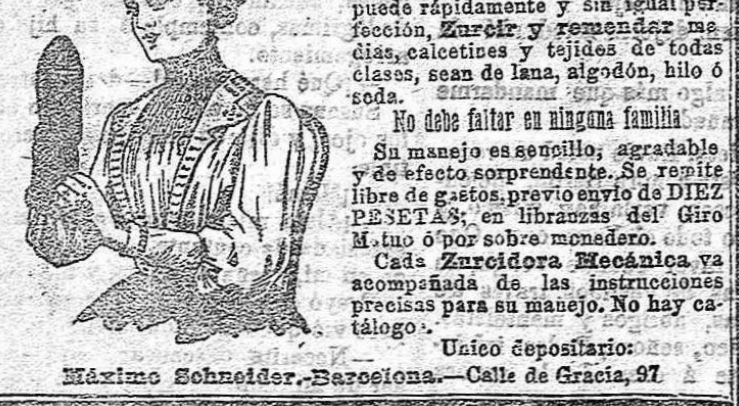 puede rápidamente y sin igual per-
fección, Zurcir y remendar me
dias, calcetines y tejidos de todas
clases, sean de lana, algodón, hilo ó
seda.
No debe faltar en ninguna familia
Su manejo es sencillo, agradable
y de efecto sorprendente. Se remite
libre de gastos, previo envio de DIEZ
PESETAS; en libranzas del Giro
Mutuo ó por sobre monedero.
Cada Zurcidora Mecánica va
acompañada de las instrucciones
precisas para su manejo. No hay ca-
tálogos.
Unico depositario:
Máximo Schneider.-Barcelona.—Calle de Gracia, 97